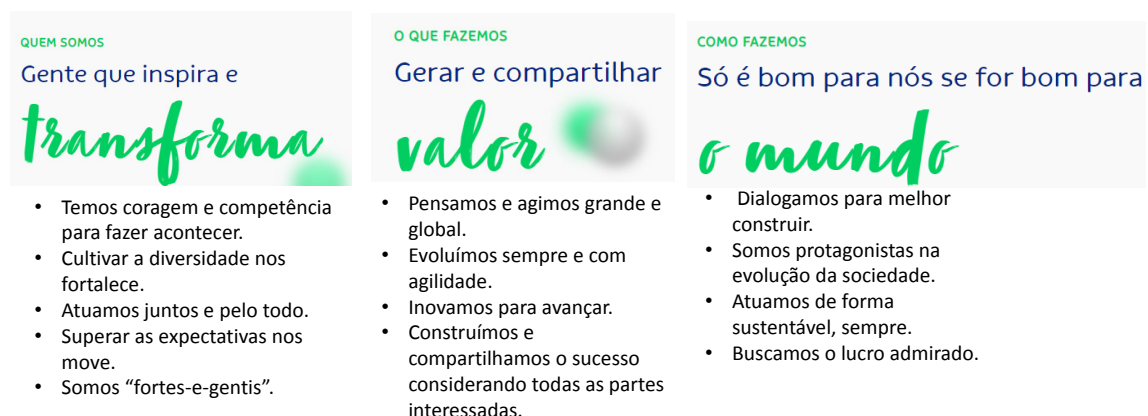 QUEM SOMOS
Gente que inspira e
transforma
• Temos coragem e competência
para fazer acontecer.
• Cultivar a diversidade nos
fortalece.
• Atuamos juntos e pelo todo.
• Superar as expectativas nos
move.
• Somos “fortes-e-gentis”.
O QUE FAZEMOS
Gerar e compartilhar
valor
• Pensamos e agimos grande e
global.
• Evoluímos sempre e com
agilidade.
• Inovamos para avançar.
• Construímos e
compartilhamos o sucesso
considerando todas as partes
interessadas.
COMO FAZEMOS
Só é bom para nós se for bom para
o mundo
• Dialogamos para melhor
construir.
• Somos protagonistas na
evolução da sociedade.
• Atuamos de forma
sustentável, sempre.
• Buscamos o lucro admirado.